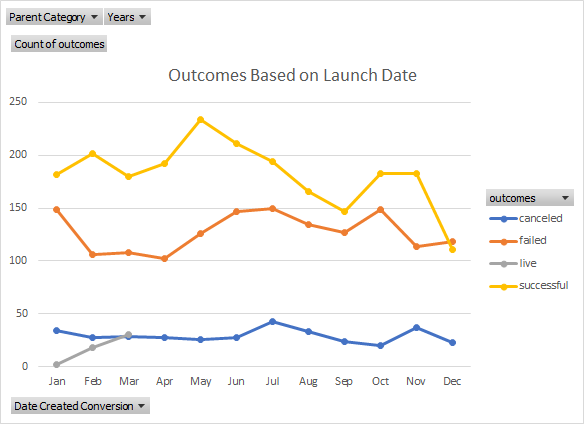 Parent Category Years
Count of outcomes
Outcomes Based on Launch Date
250
200
150
100
50
0
Jan Feb Mar Apr May Jun Jul Aug Sep Oct Nov Dec
outcomes
canceled
failed
live
successful
Date Created Conversion